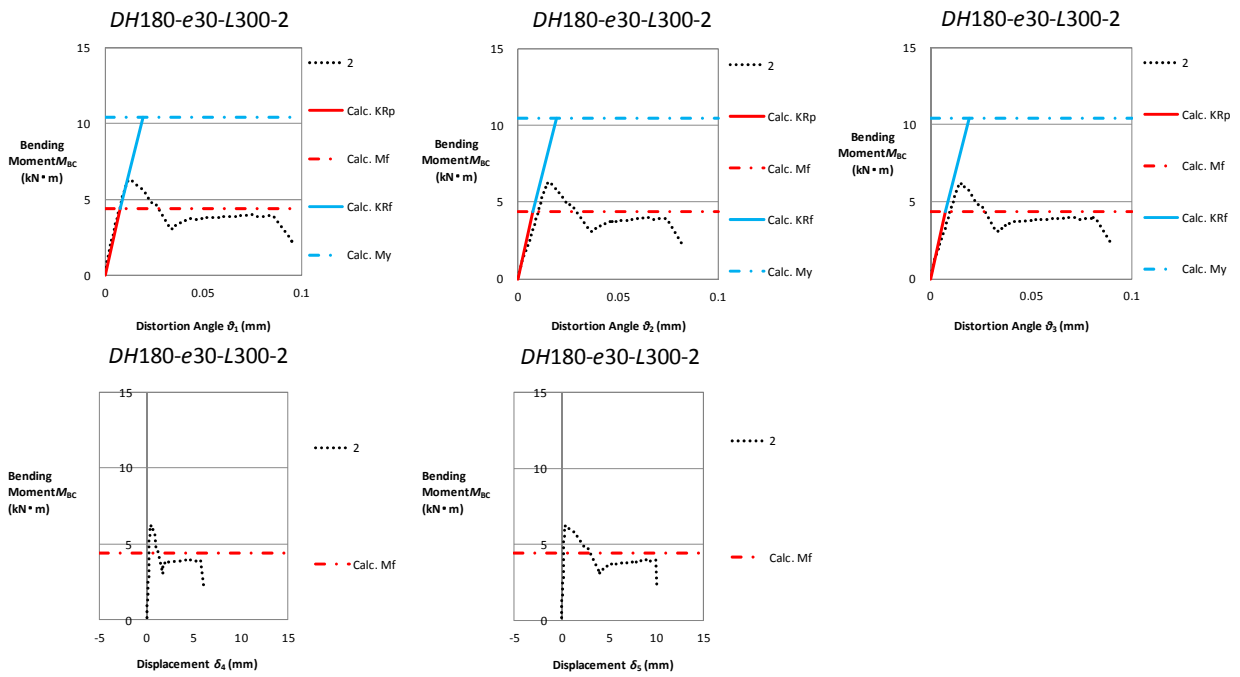 DH180-e30-L300-2
15
10
5
0
0
0.05
0.1
Bending
MomentMBC
(kN・m)
Distortion Angle ϑ1 (mm)
2
Calc. KRp
Calc. Mf
Calc. KRf
Calc. My
DH180-e30-L300-2
15
10
5
0
0
0.05
0.1
Bending
MomentMBC
(kN・m)
Distortion Angle ϑ2 (mm)
2
Calc. KRp
Calc. Mf
Calc. KRf
Calc. My
DH180-e30-L300-2
15
10
5
0
0
0.05
0.1
Bending
MomentMBC
(kN・m)
Distortion Angle ϑ3 (mm)
2
Calc. KRp
Calc. Mf
Calc. KRf
Calc. My
DH180-e30-L300-2
15
10
5
0
-5
0
5
10
15
Bending
MomentMBC
(kN・m)
Displacement δ4 (mm)
2
Calc. Mf
DH180-e30-L300-2
15
10
5
0
-5
0
5
10
15
Bending
MomentMBC
(kN・m)
Displacement δ5 (mm)
2
Calc. Mf